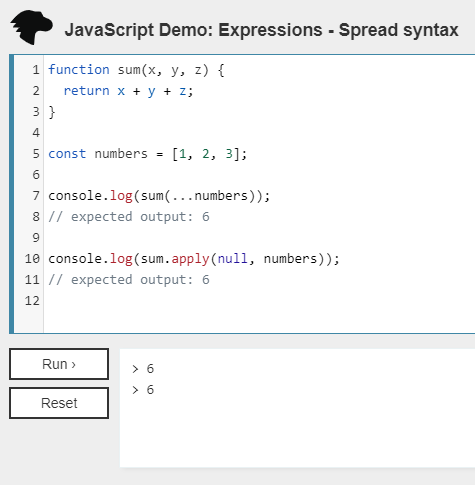 JavaScript Demo: Expressions - Spread syntax
1 function sum(x, y, z) {
2   return x + y + z;
3 }
4
5 const numbers = [1, 2, 3];
6
7 console.log(sum(...numbers));
8 // expected output: 6
9
10 console.log(sum.apply(null, numbers));
11 // expected output: 6
12
Run ›
> 6
Reset
> 6